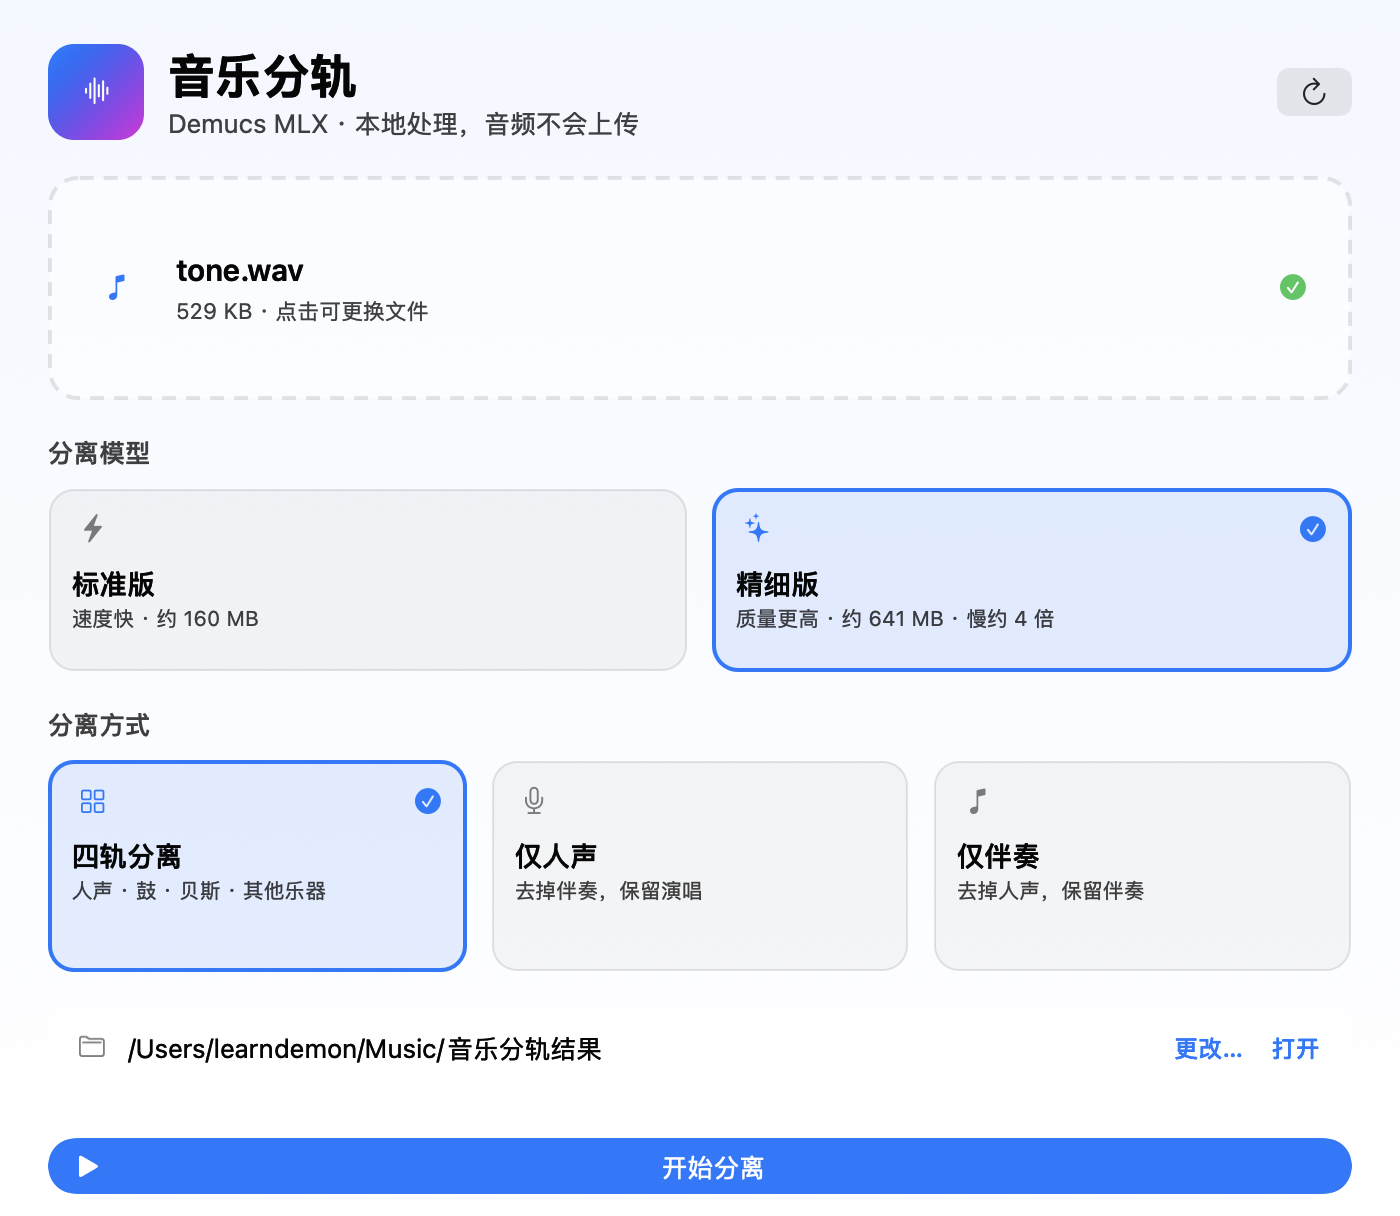 音乐分轨
Demucs MLX · 本地处理，音频不会上传
tone.wav
529 KB · 点击可更换文件
分离模型
标准版
速度快 · 约 160 MB
精细版
质量更高 · 约 641 MB · 慢约 4 倍
分离方式
四轨分离
人声 · 鼓 · 贝斯 · 其他乐器
仅人声
去掉伴奏，保留演唱
仅伴奏
去掉人声，保留伴奏
/Users/learndemon/Music/音乐分轨结果
更改... 打开
开始分离